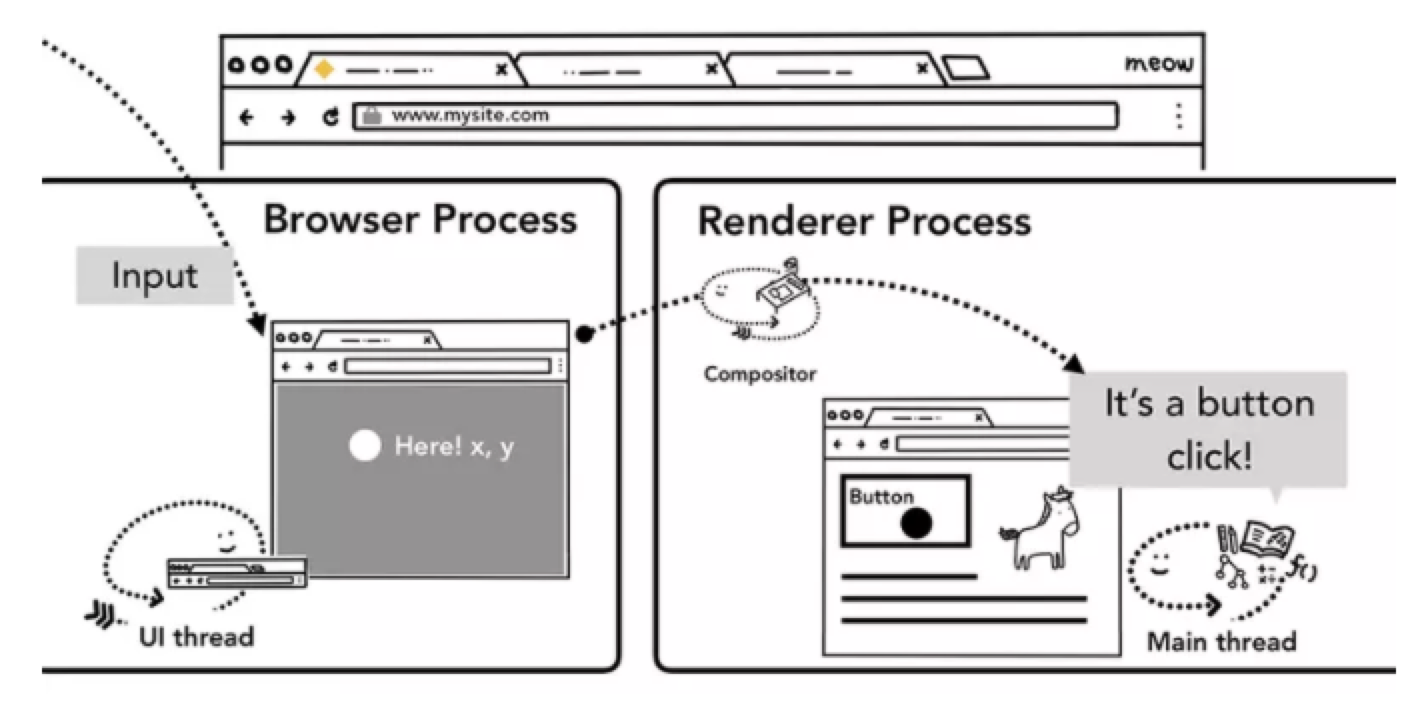 meow
www.mysite.com
Browser Process
Input
Here! x, y
UI thread
Renderer Process
Compositor
It's a button
click!
Button
f()
Main thread